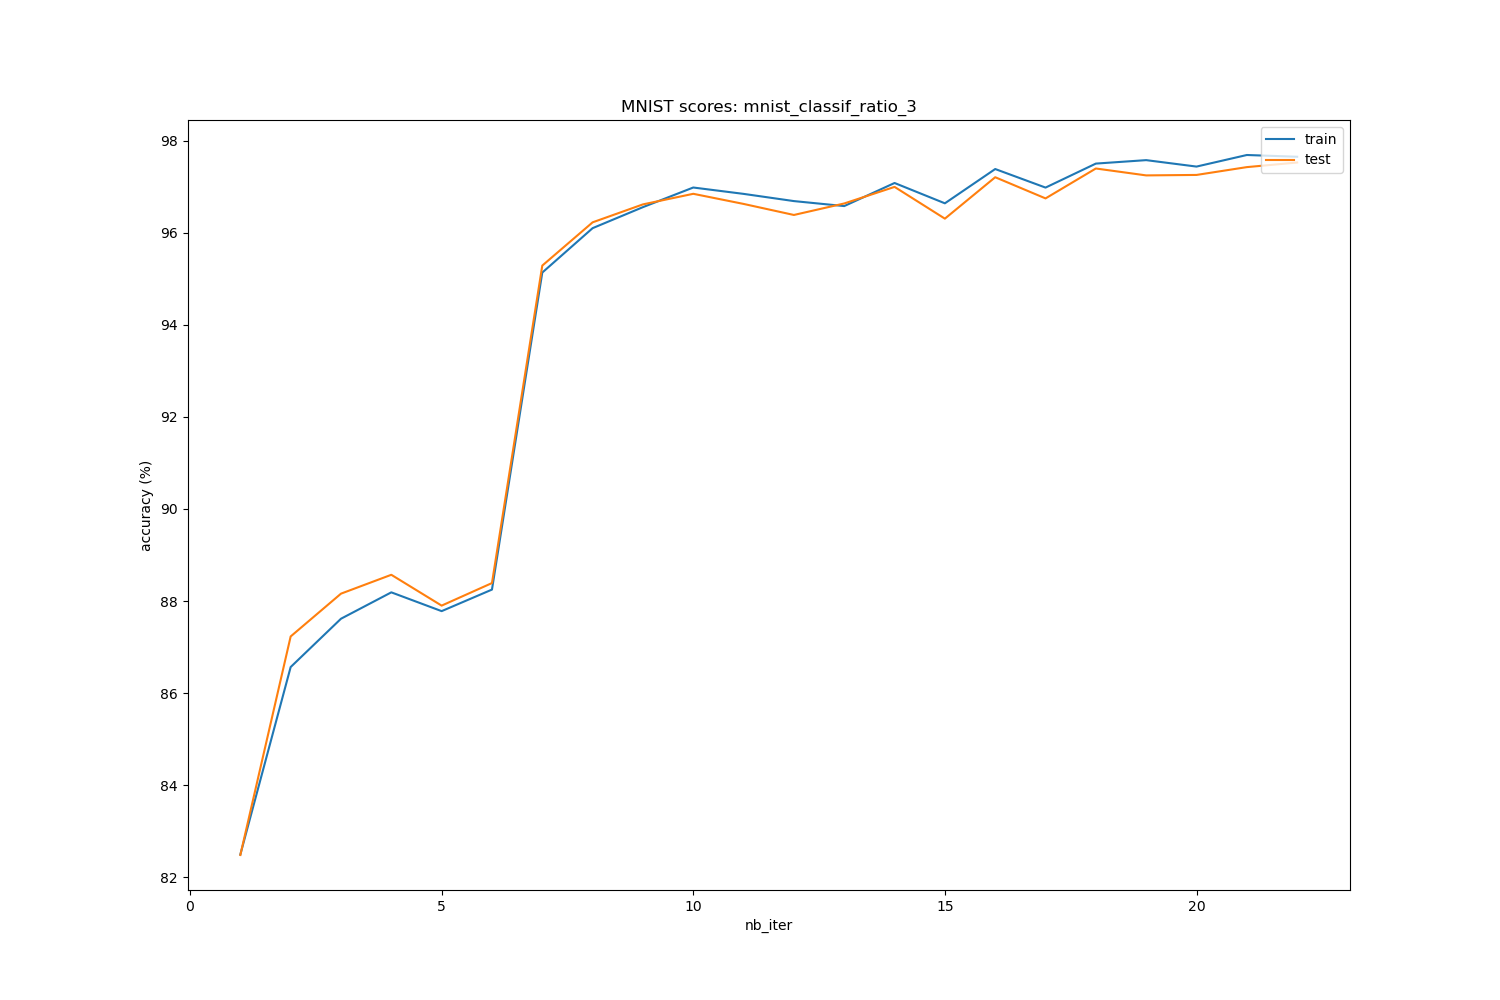 MNIST scores: mnist_classif_ratio_3
train
test
98
96
94
92
90
88
86
84
82
accuracy (%)
0 5 10 15 20
nb_iter